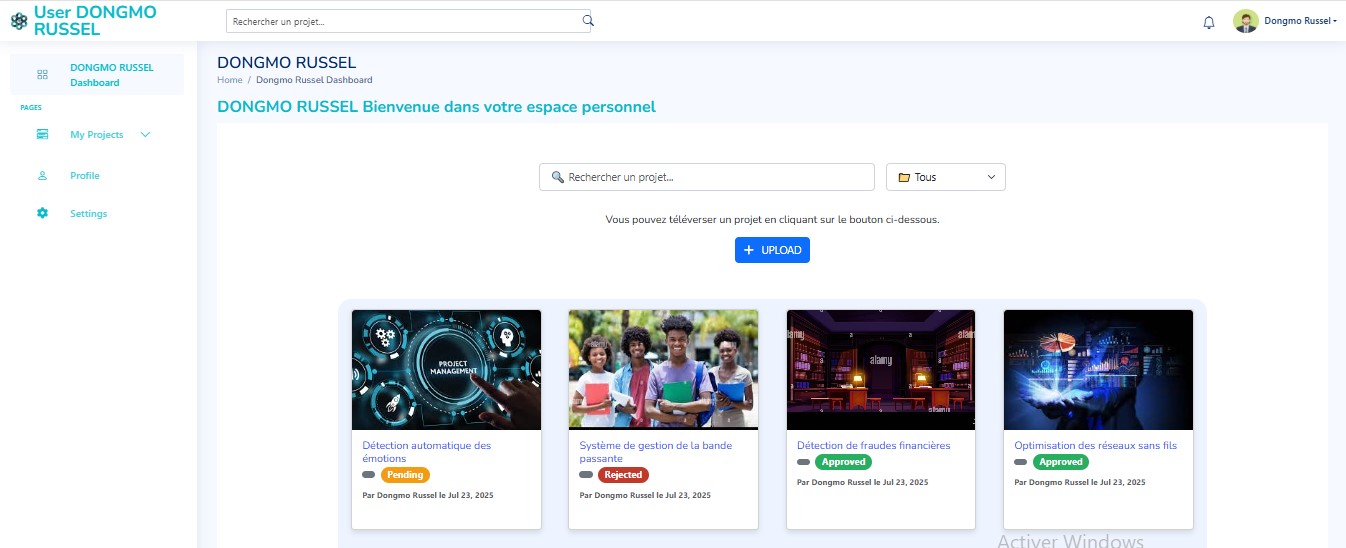 User DONGMO
RUSSEL
Rechercher un projet...
Dongmo Russel
DONGMO RUSSEL
Dashboard
PAGES
My Projects
Profile
Settings
DONGMO RUSSEL
Home / Dongmo Russel Dashboard
DONGMO RUSSEL Bienvenue dans votre espace personnel
Rechercher un projet...
Tous
Vous pouvez téléverser un projet en cliquant sur le bouton ci-dessous.
+ UPLOAD
PROJECT
MANAGEMENT
Détection automatique des
émotions
Pending
Par Dongmo Russel le Jul 23, 2025
alamy
Système de gestion de la bande
passante
Rejected
Par Dongmo Russel le Jul 23, 2025
alamy
alamy
Détection de fraudes financières
Approved
Par Dongmo Russel le Jul 23, 2025
Optimisation des réseaux sans fils
Approved
Par Dongmo Russel le Jul 23, 2025
Activer Windows